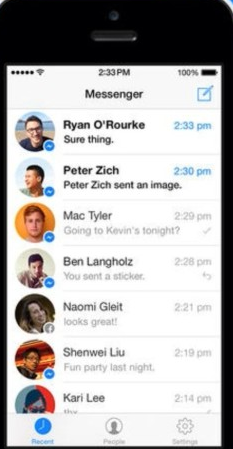 2:33 PM
100%
Messenger
Ryan O'Rourke
2:33 pm
Sure thing.
Peter Zich
2:30 pm
Peter Zich sent an image.
Mac Tyler
2:29 pm
Going to Kevin's tonight?
Ben Langholz
2:28 pm
You sent a sticker.
Naomi Gleit
2:21 pm
looks great!
Shenwei Liu
2:19 pm
Fun party last night.
Kari Lee
2:14 pm
thx
Recent
People
Settings